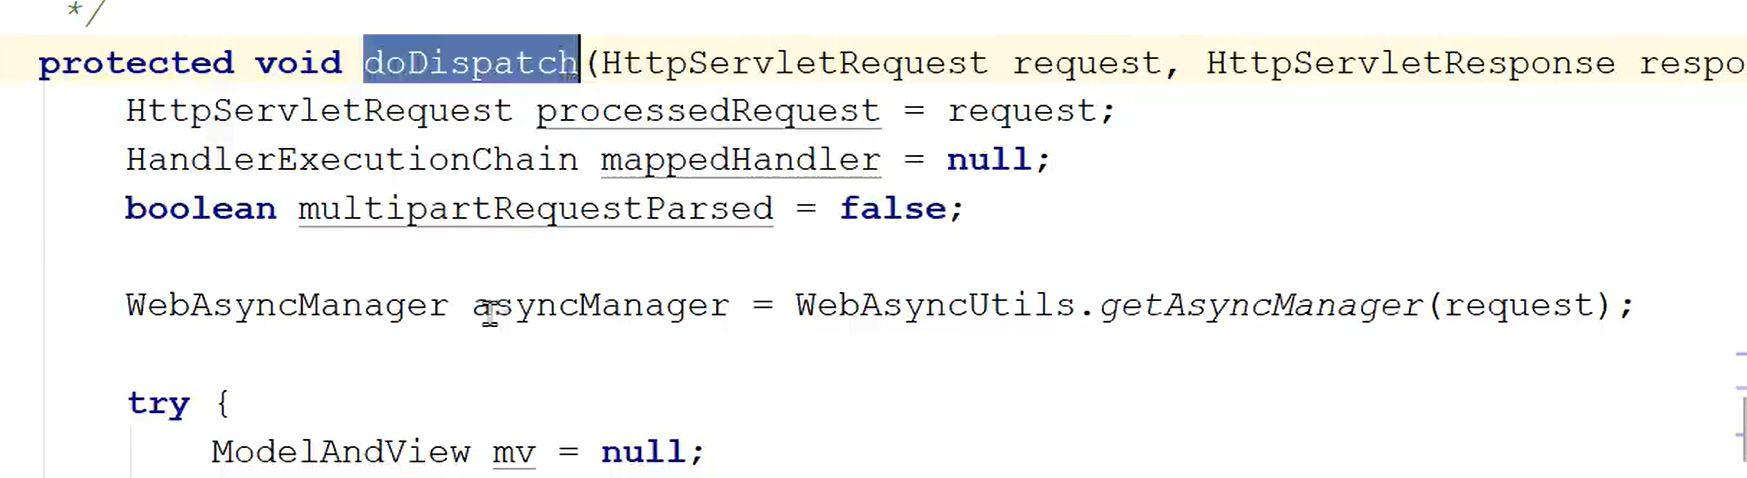 */
protected void doDispatch(HttpServletRequest request, HttpServletResponse respo
HttpServletRequest processedRequest = request;
HandlerExecutionChain mappedHandler = null;
boolean multipartRequestParsed = false;
WebAsyncManager asyncManager = WebAsyncUtils.getAsyncManager(request);
try {
ModelAndView mv = null;